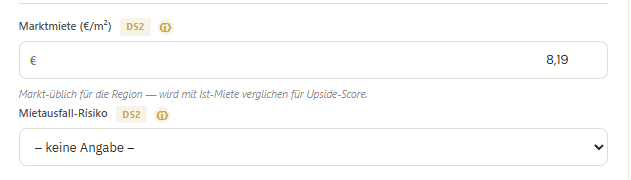 Marktmiete (€/m²) DS2
€ 8,19
Markt-üblich für die Region — wird mit Ist-Miete verglichen für Upside-Score.
Mietausfall-Risiko DS2
– keine Angabe –